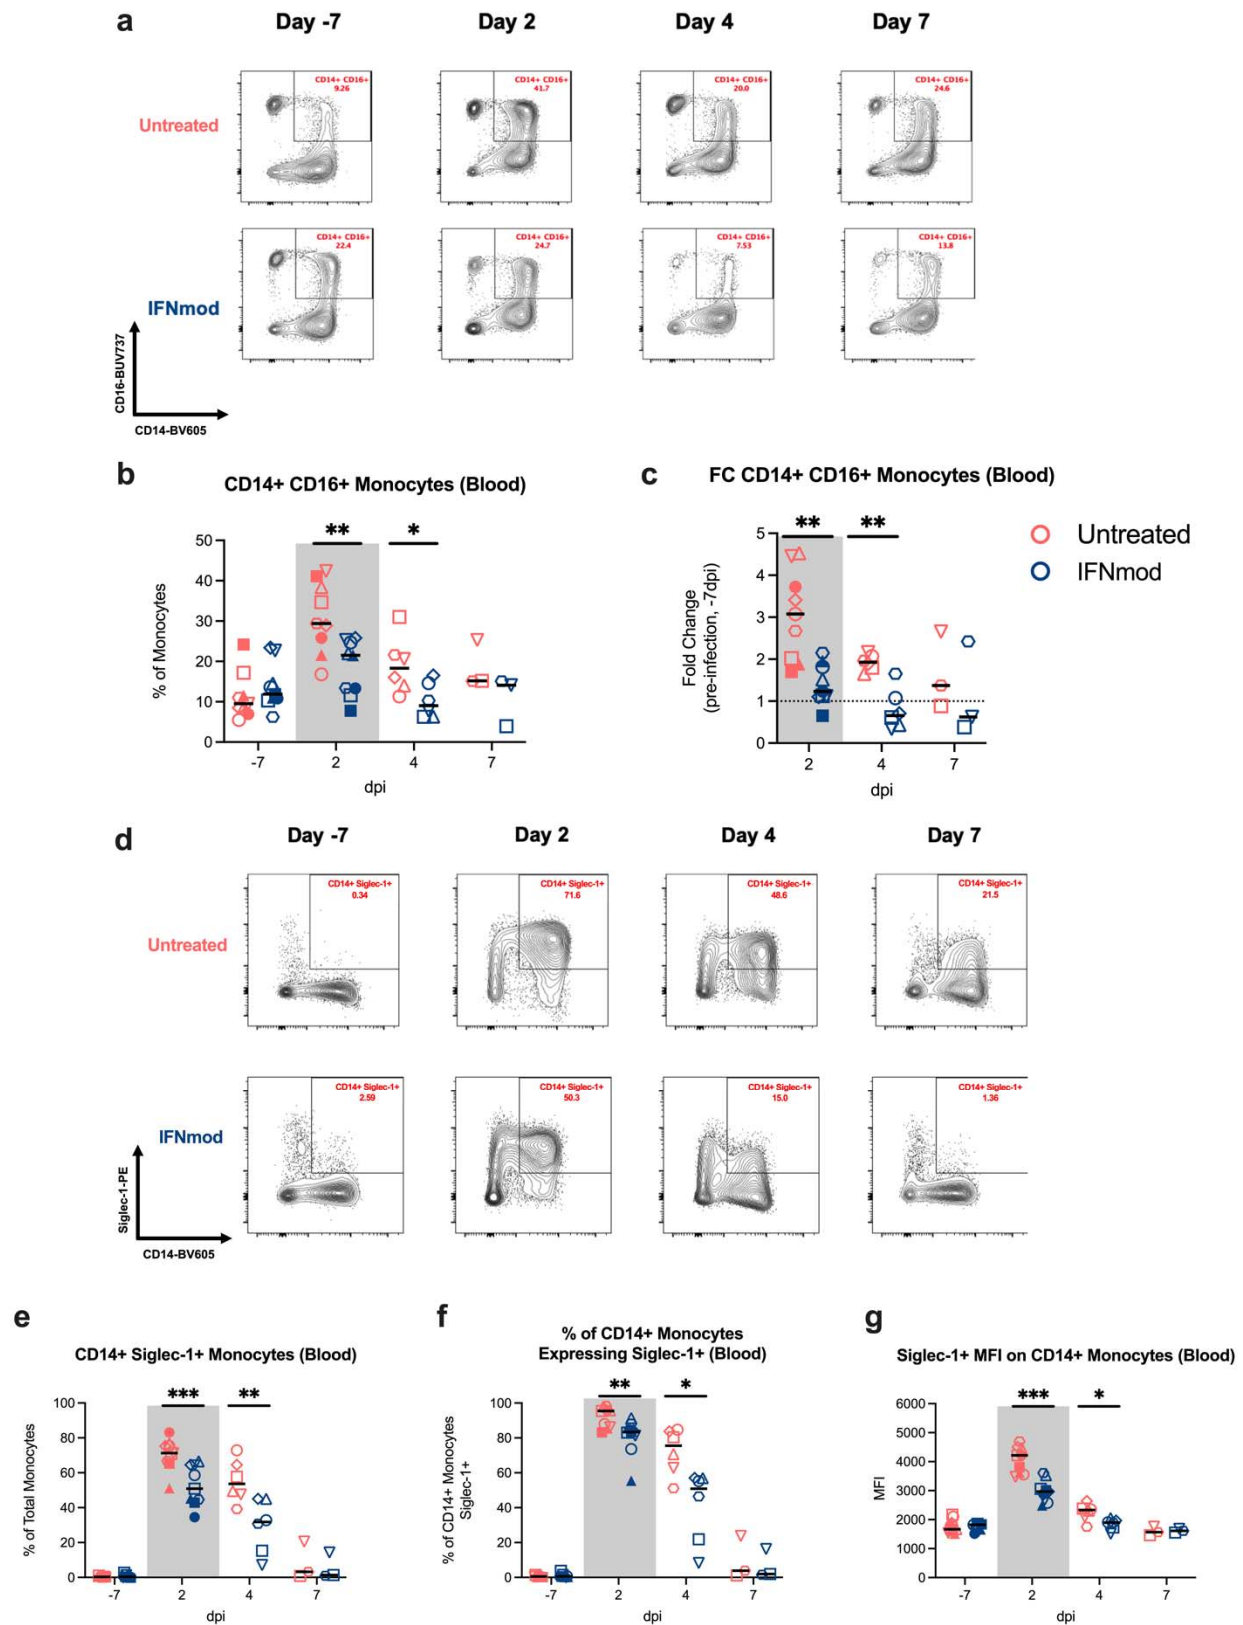 a
Day -7
Day 2
Day 4
Day 7
Untreated
CD14+ CD16+
9.26
CD14+ CD16+
41.7
CD14+ CD16+
20.0
CD14+ CD16+
24.6
IFNmod
CD14+ CD16+
22.4
CD14+ CD16+
24.7
CD14+ CD16+
7.53
CD14+ CD16+
13.8
CD16-BUV737
CD14-BV605
b
CD14+ CD16+ Monocytes (Blood)
% of Monocytes
50
40
30
20
10
0
** *
-7 2 4 7
dpi
c
FC CD14+ CD16+ Monocytes (Blood)
Fold Change
(pre-infection, -7dpi)
5
4
3
2
1
0
** **
2 4 7
dpi
Untreated
IFNmod
d
Day -7
Day 2
Day 4
Day 7
Untreated
CD14+ Siglec-1+
0.34
CD14+ Siglec-1+
71.6
CD14+ Siglec-1+
48.6
CD14+ Siglec-1+
21.5
IFNmod
CD14+ Siglec-1+
2.59
CD14+ Siglec-1+
50.3
CD14+ Siglec-1+
15.0
CD14+ Siglec-1+
1.36
Siglec-1-PE
CD14-BV605
e
CD14+ Siglec-1+ Monocytes (Blood)
% of Total Monocytes
100
80
60
40
20
0
*** **
-7 2 4 7
dpi
f
% of CD14+ Monocytes
Expressing Siglec-1+ (Blood)
% of CD14+ Monocytes
Siglec-1+
100
80
60
40
20
0
** *
-7 2 4 7
dpi
g
Siglec-1+ MFI on CD14+ Monocytes (Blood)
MFI
6000
5000
4000
3000
2000
1000
0
*** *
-7 2 4 7
dpi